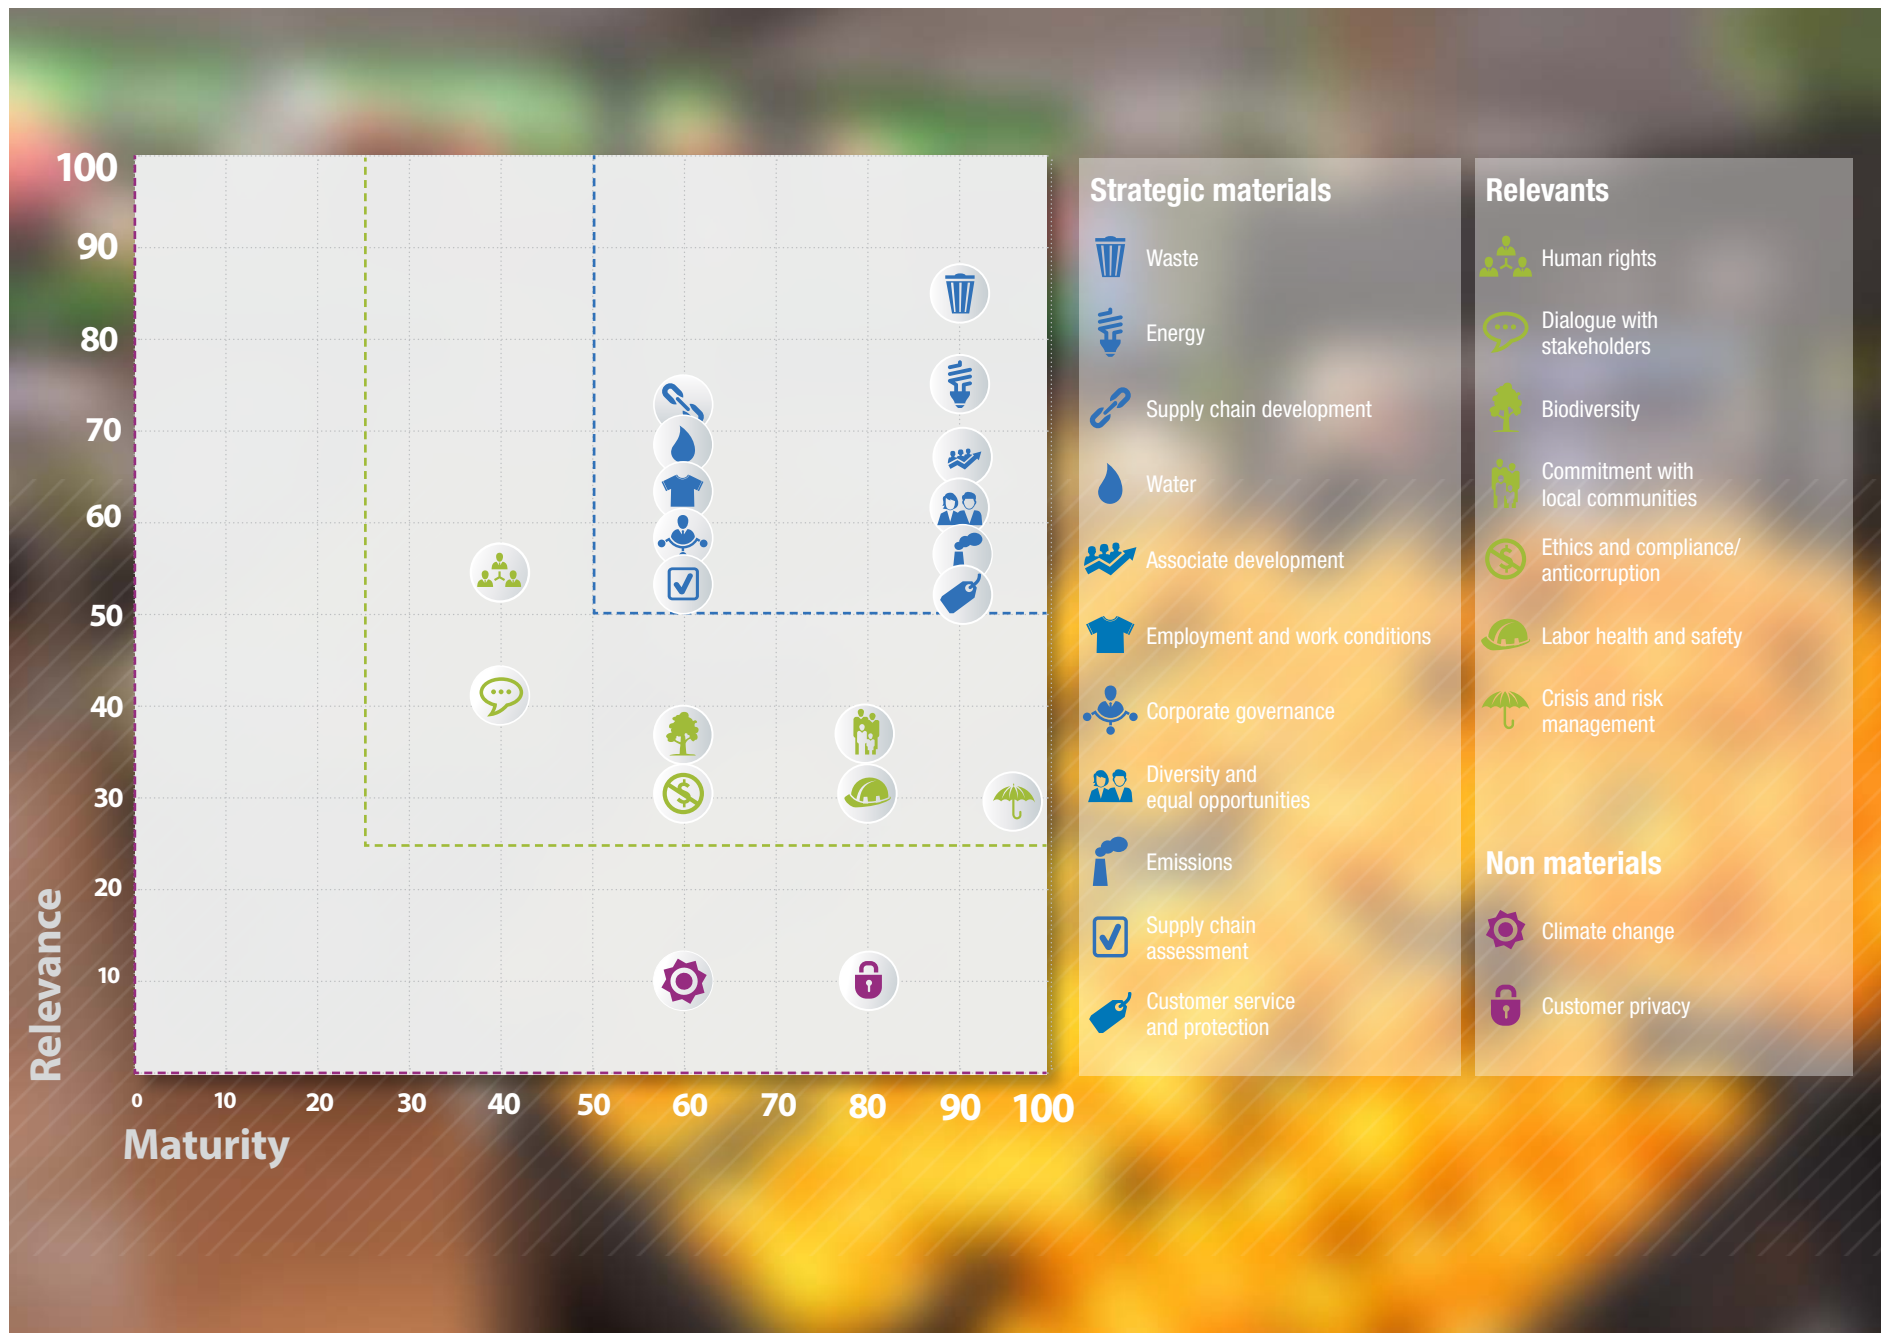 100
90
80
70
60
50
40
30
20
10
Relevance
0 10 20 30 40 50 60 70 80 90 100
Maturity
Strategic materials
Waste
Energy
Supply chain development
Water
Associate development
Employment and work conditions
Corporate governance
Diversity and
equal opportunities
Emissions
Supply chain
assessment
Customer service
and protection
Relevants
Human rights
Dialogue with
stakeholders
Biodiversity
Commitment with
local communities
Ethics and compliance/
anticorruption
Labor health and safety
Crisis and risk
management
Non materials
Climate change
Customer privacy